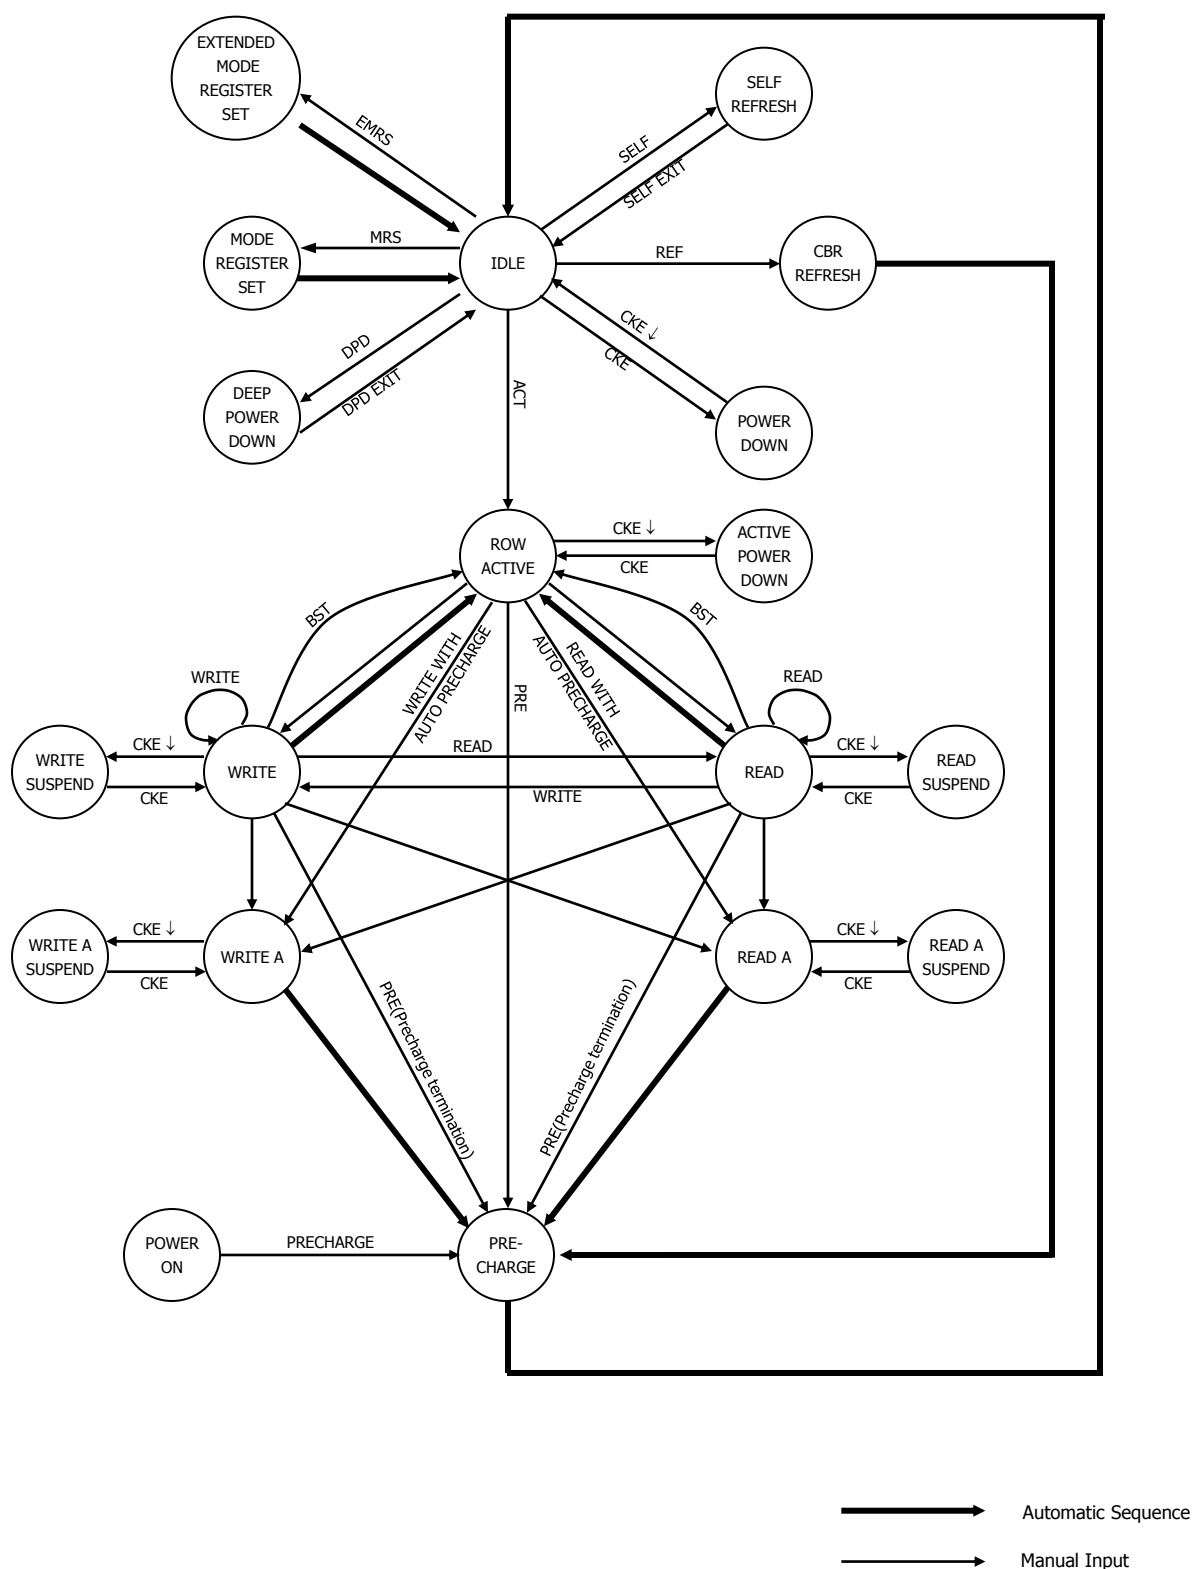 EXTENDED
MODE
REGISTER
SET
SELF
REFRESH
EMRS
SELF
SELF EXIT
MODE
REGISTER
SET
MRS
IDLE
REF
CBR
REFRESH
DPD
DPD EXIT
CKE ↓
CKE
ACT
DEEP
POWER
DOWN
POWER
DOWN
ROW
ACTIVE
CKE ↓
CKE
ACTIVE
POWER
DOWN
BST
BST
WRITE WITH
AUTO PRECHARGE
PRE
READ WITH
AUTO PRECHARGE
WRITE
READ
WRITE
SUSPEND
CKE ↓
CKE
WRITE
READ
WRITE
READ
CKE ↓
CKE
READ
SUSPEND
WRITE A
SUSPEND
CKE ↓
CKE
WRITE A
READ A
CKE ↓
CKE
READ A
SUSPEND
PRE(Precharge termination)
PRE(Precharge termination)
POWER
ON
PRECHARGE
PRE-
CHARGE
Automatic Sequence
Manual Input